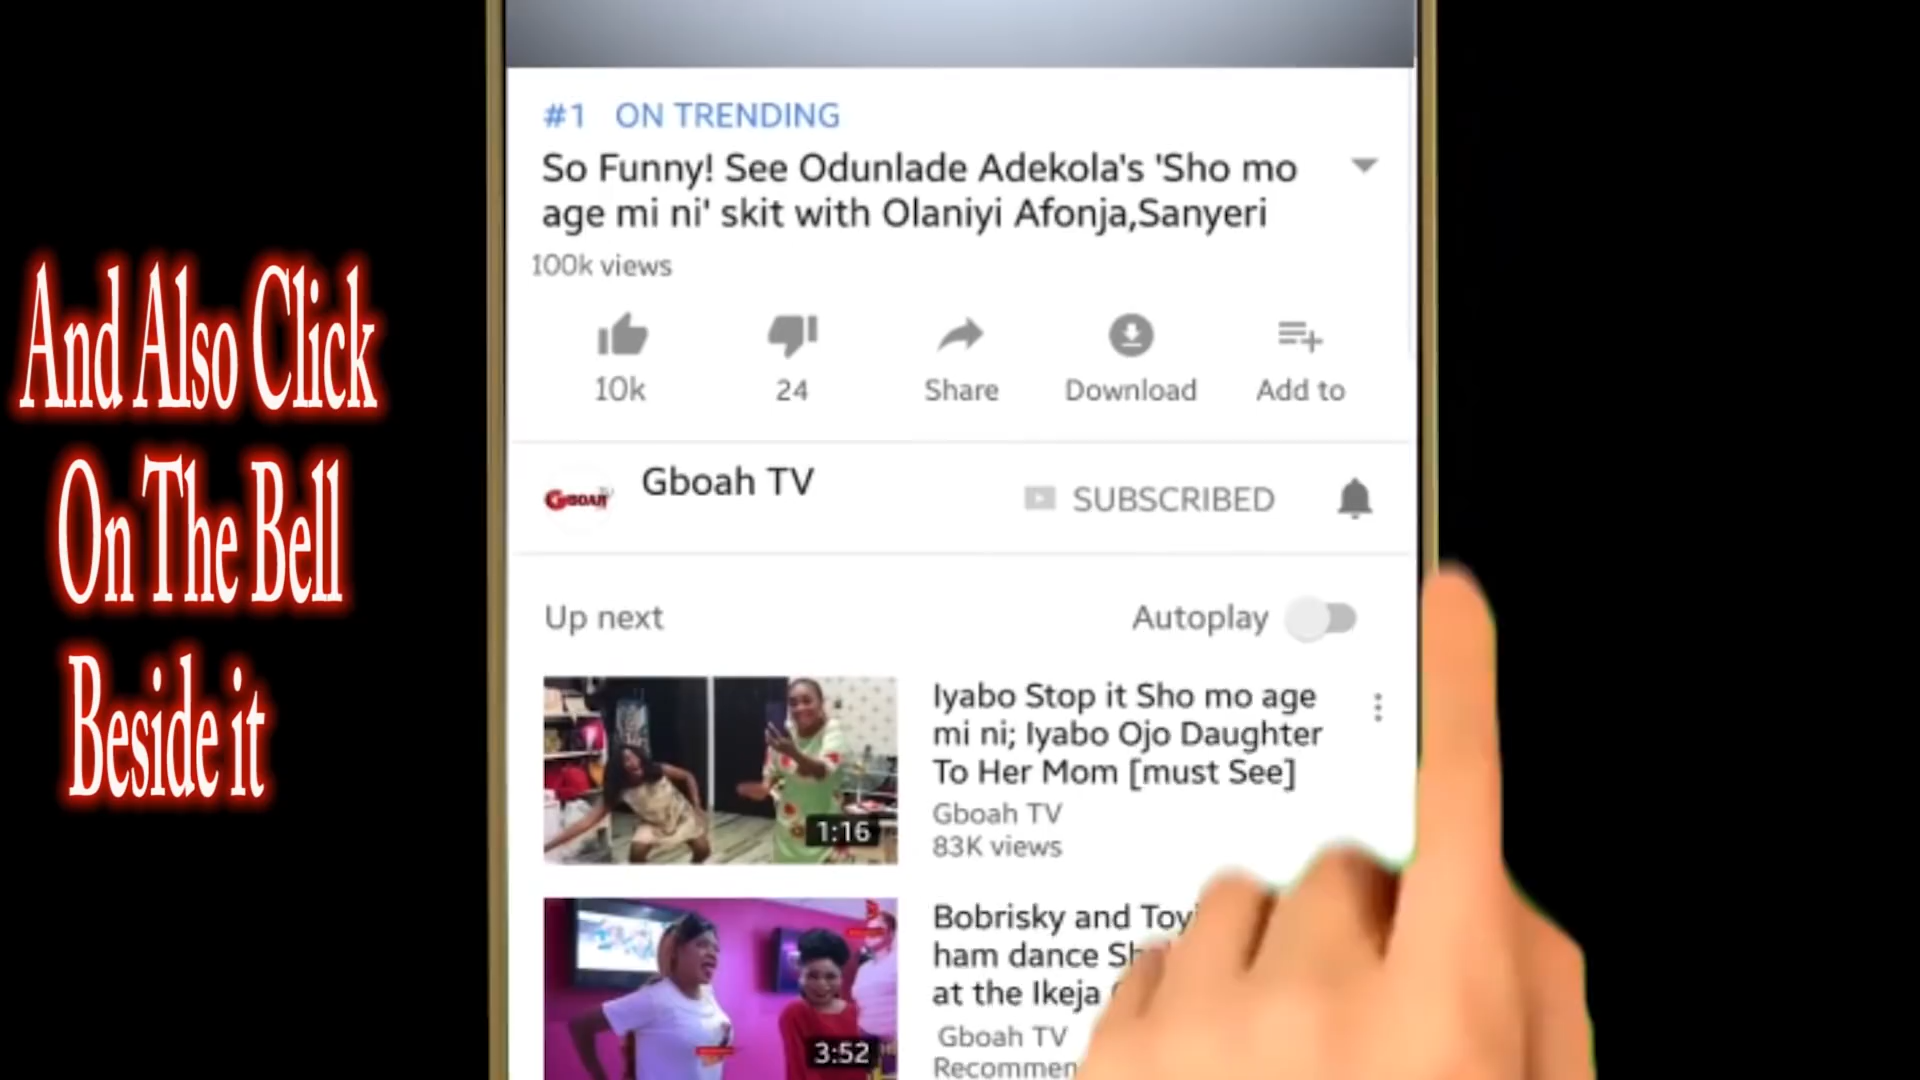 And Also Click
On The Bell
Beside it
#1 ON TRENDING
So Funny! See Odunlade Adekola's 'Sho mo
age mi ni' skit with Olaniyi Afonja,Sanyeri
100k views
10k
24
Share
Download
Add to
GBOAH TV
Gboah TV
SUBSCRIBED
Up next
Autoplay
Iyabo Stop it Sho mo age
mi ni; Iyabo Ojo Daughter
To Her Mom [must See]
Gboah TV
83K views
1:16
Bobrisky and
ham dance
at the Ikeja
Gboah TV
3:52